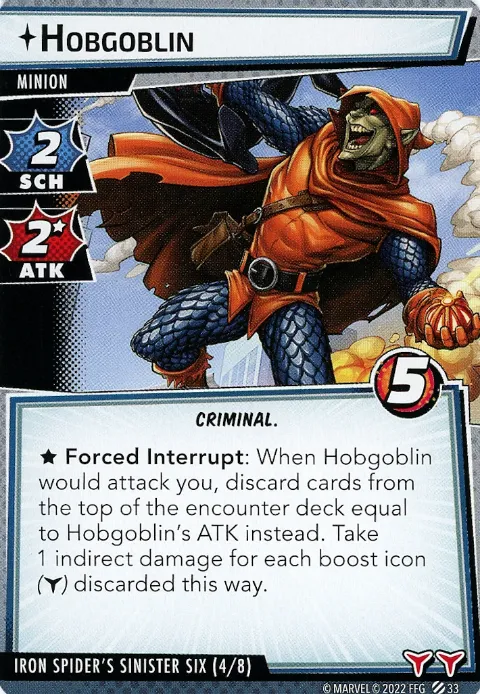 HOBGOBLIN
MINION
2
SCH
2★
ATK
5
CRIMINAL.
★ Forced Interrupt: When Hobgoblin
would attack you, discard cards from
the top of the encounter deck equal
to Hobgoblin's ATK instead. Take
1 indirect damage for each boost icon
( ) discarded this way.
IRON SPIDER'S SINISTER SIX (4/8)
© MARVEL © 2022 FFG 33